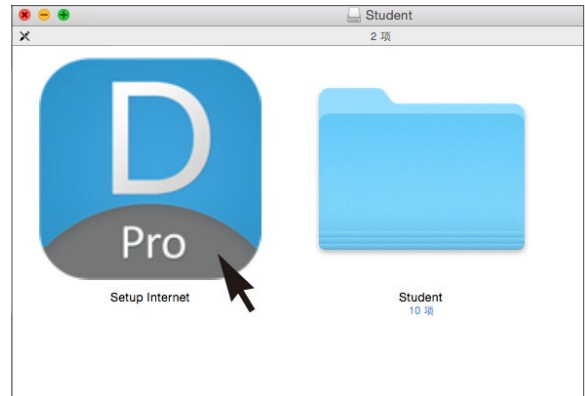 Student
2 项
D
Pro
Setup Internet
Student
10 项